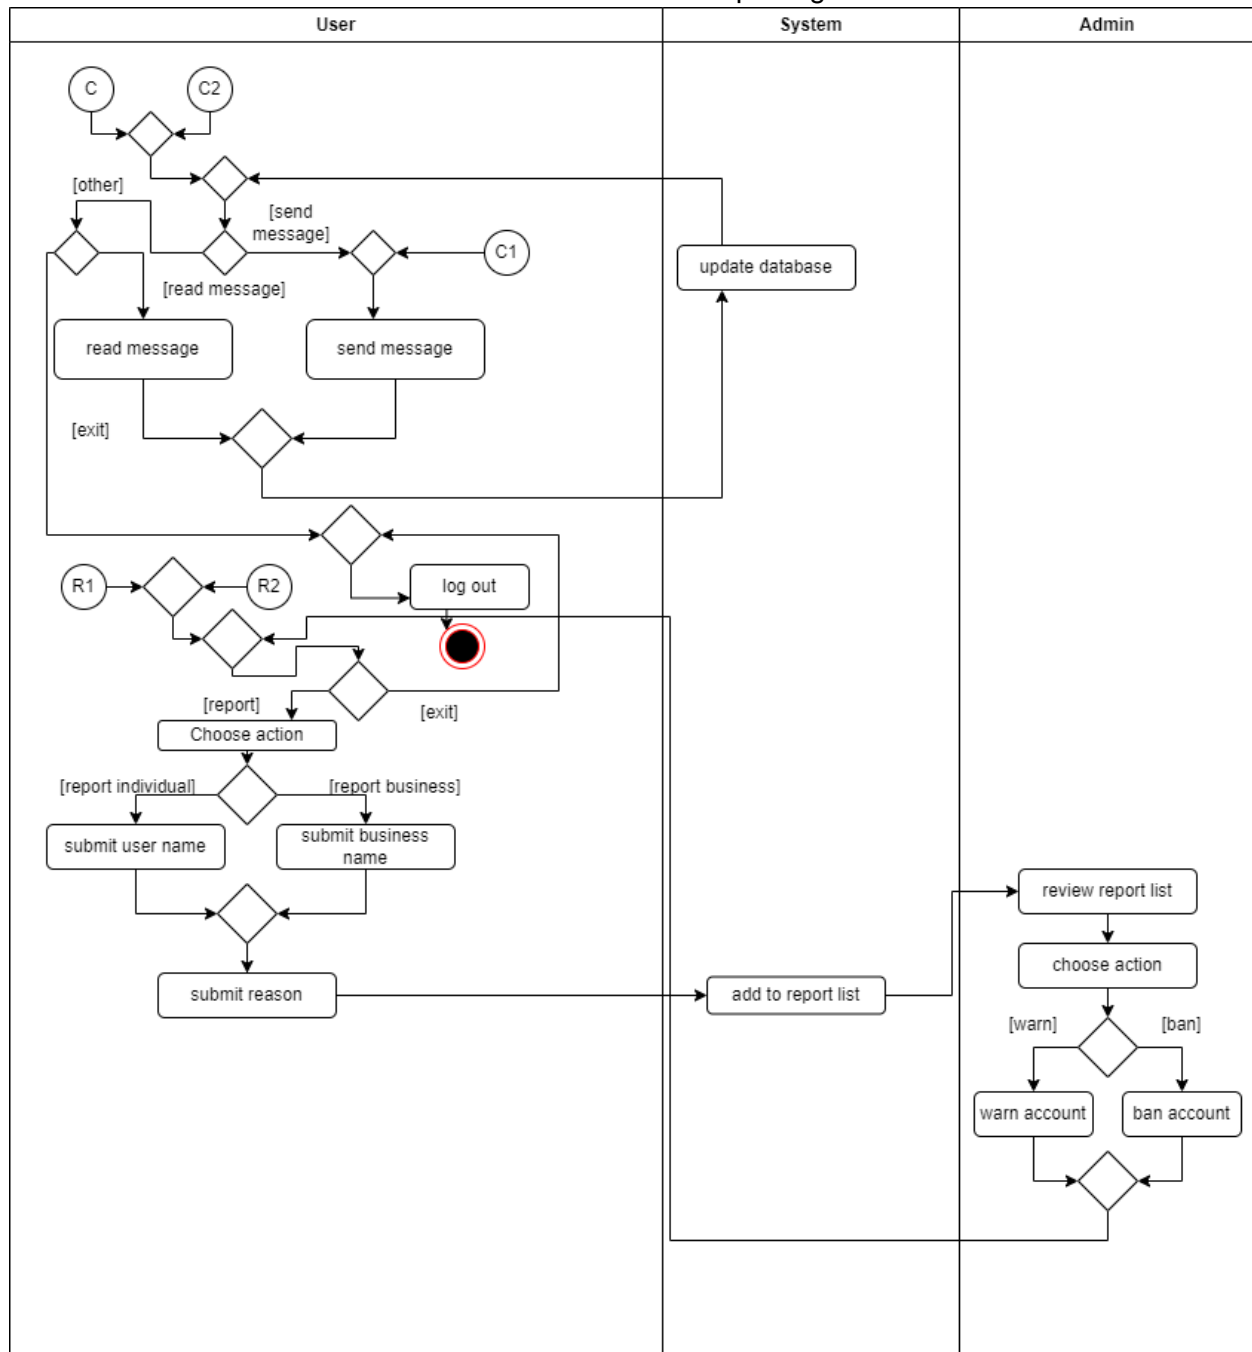 User
System
Admin
C
C2
[other]
[send
message]
C1
update database
[read message]
read message
send message
[exit]
R1
R2
log out
[report]
[exit]
Choose action
[report individual]
[report business]
submit user name
submit business
name
review report list
choose action
submit reason
add to report list
[warn]
[ban]
warn account
ban account